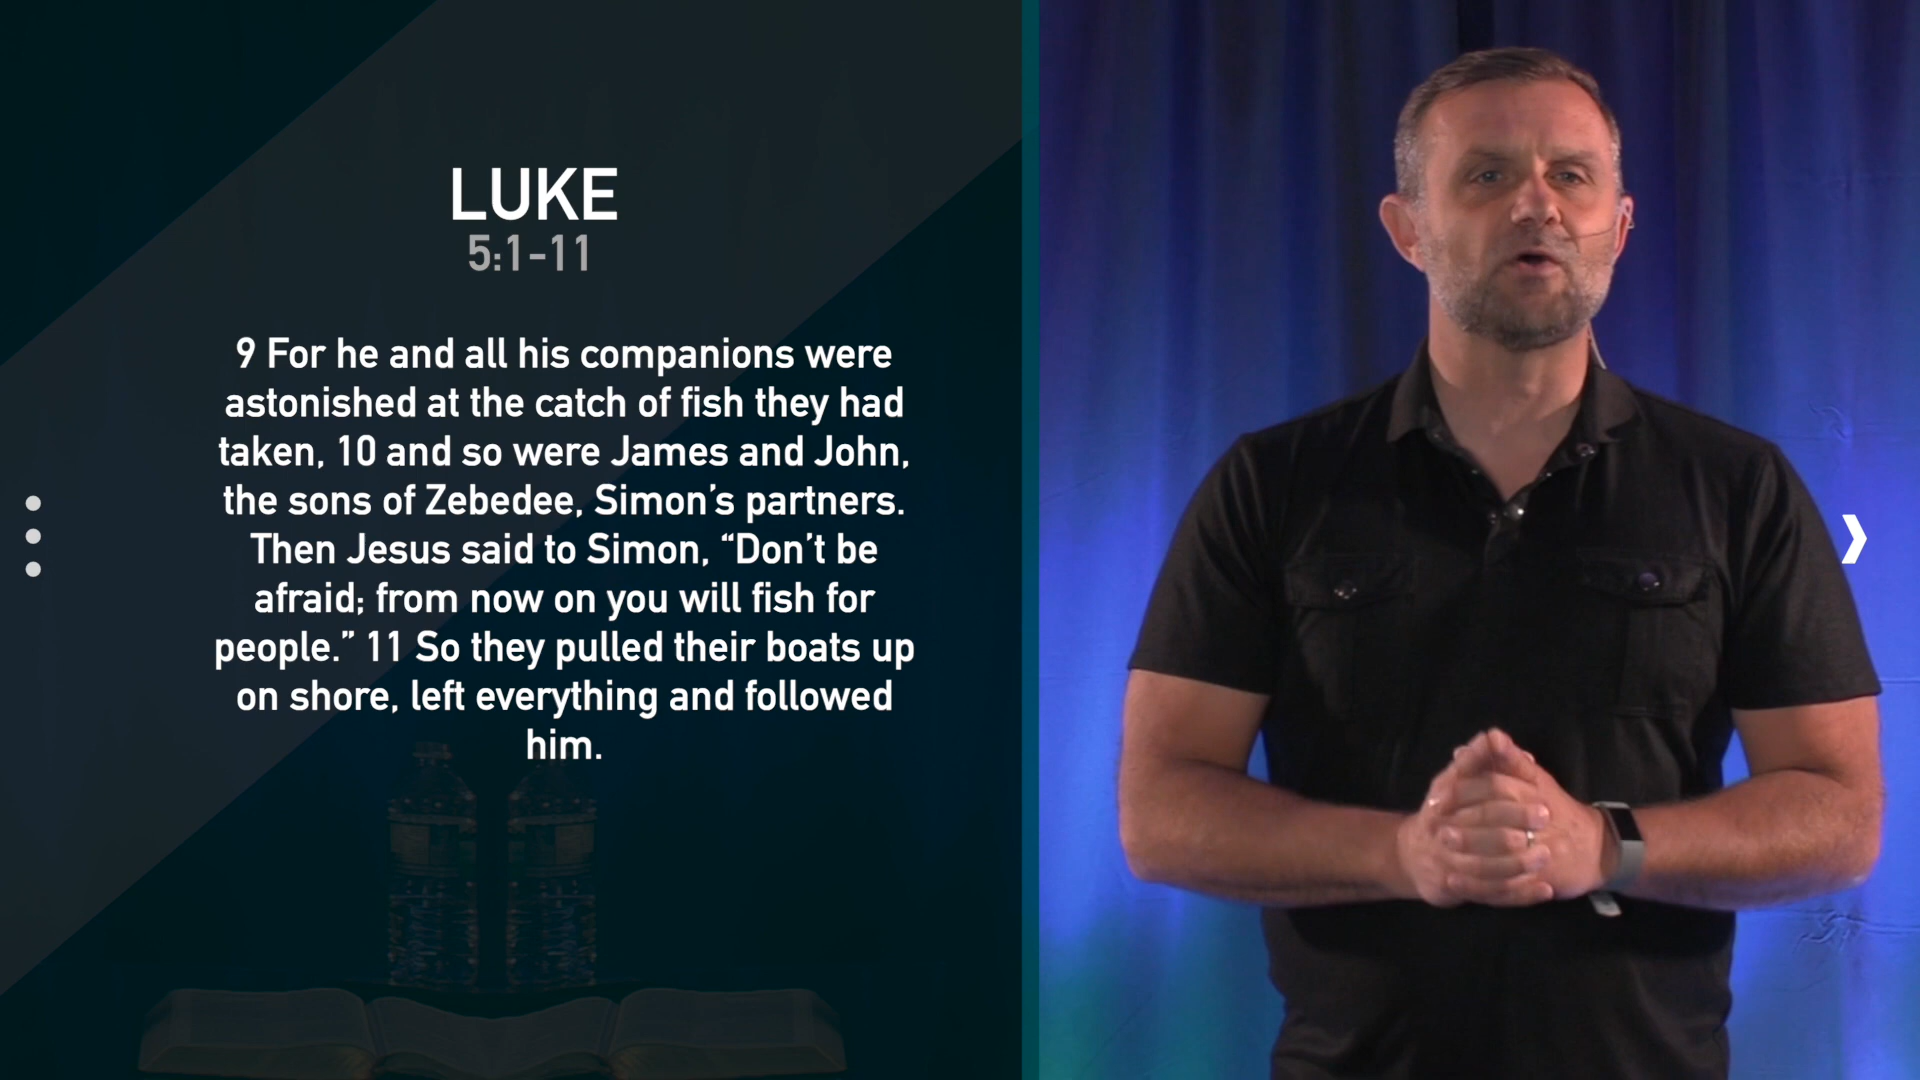 LUKE
5:1-11
9 For he and all his companions were
astonished at the catch of fish they had
taken, 10 and so were James and John,
the sons of Zebedee, Simon’s partners.
Then Jesus said to Simon, “Don’t be
afraid; from now on you will fish for
people.” 11 So they pulled their boats up
on shore, left everything and followed
him.